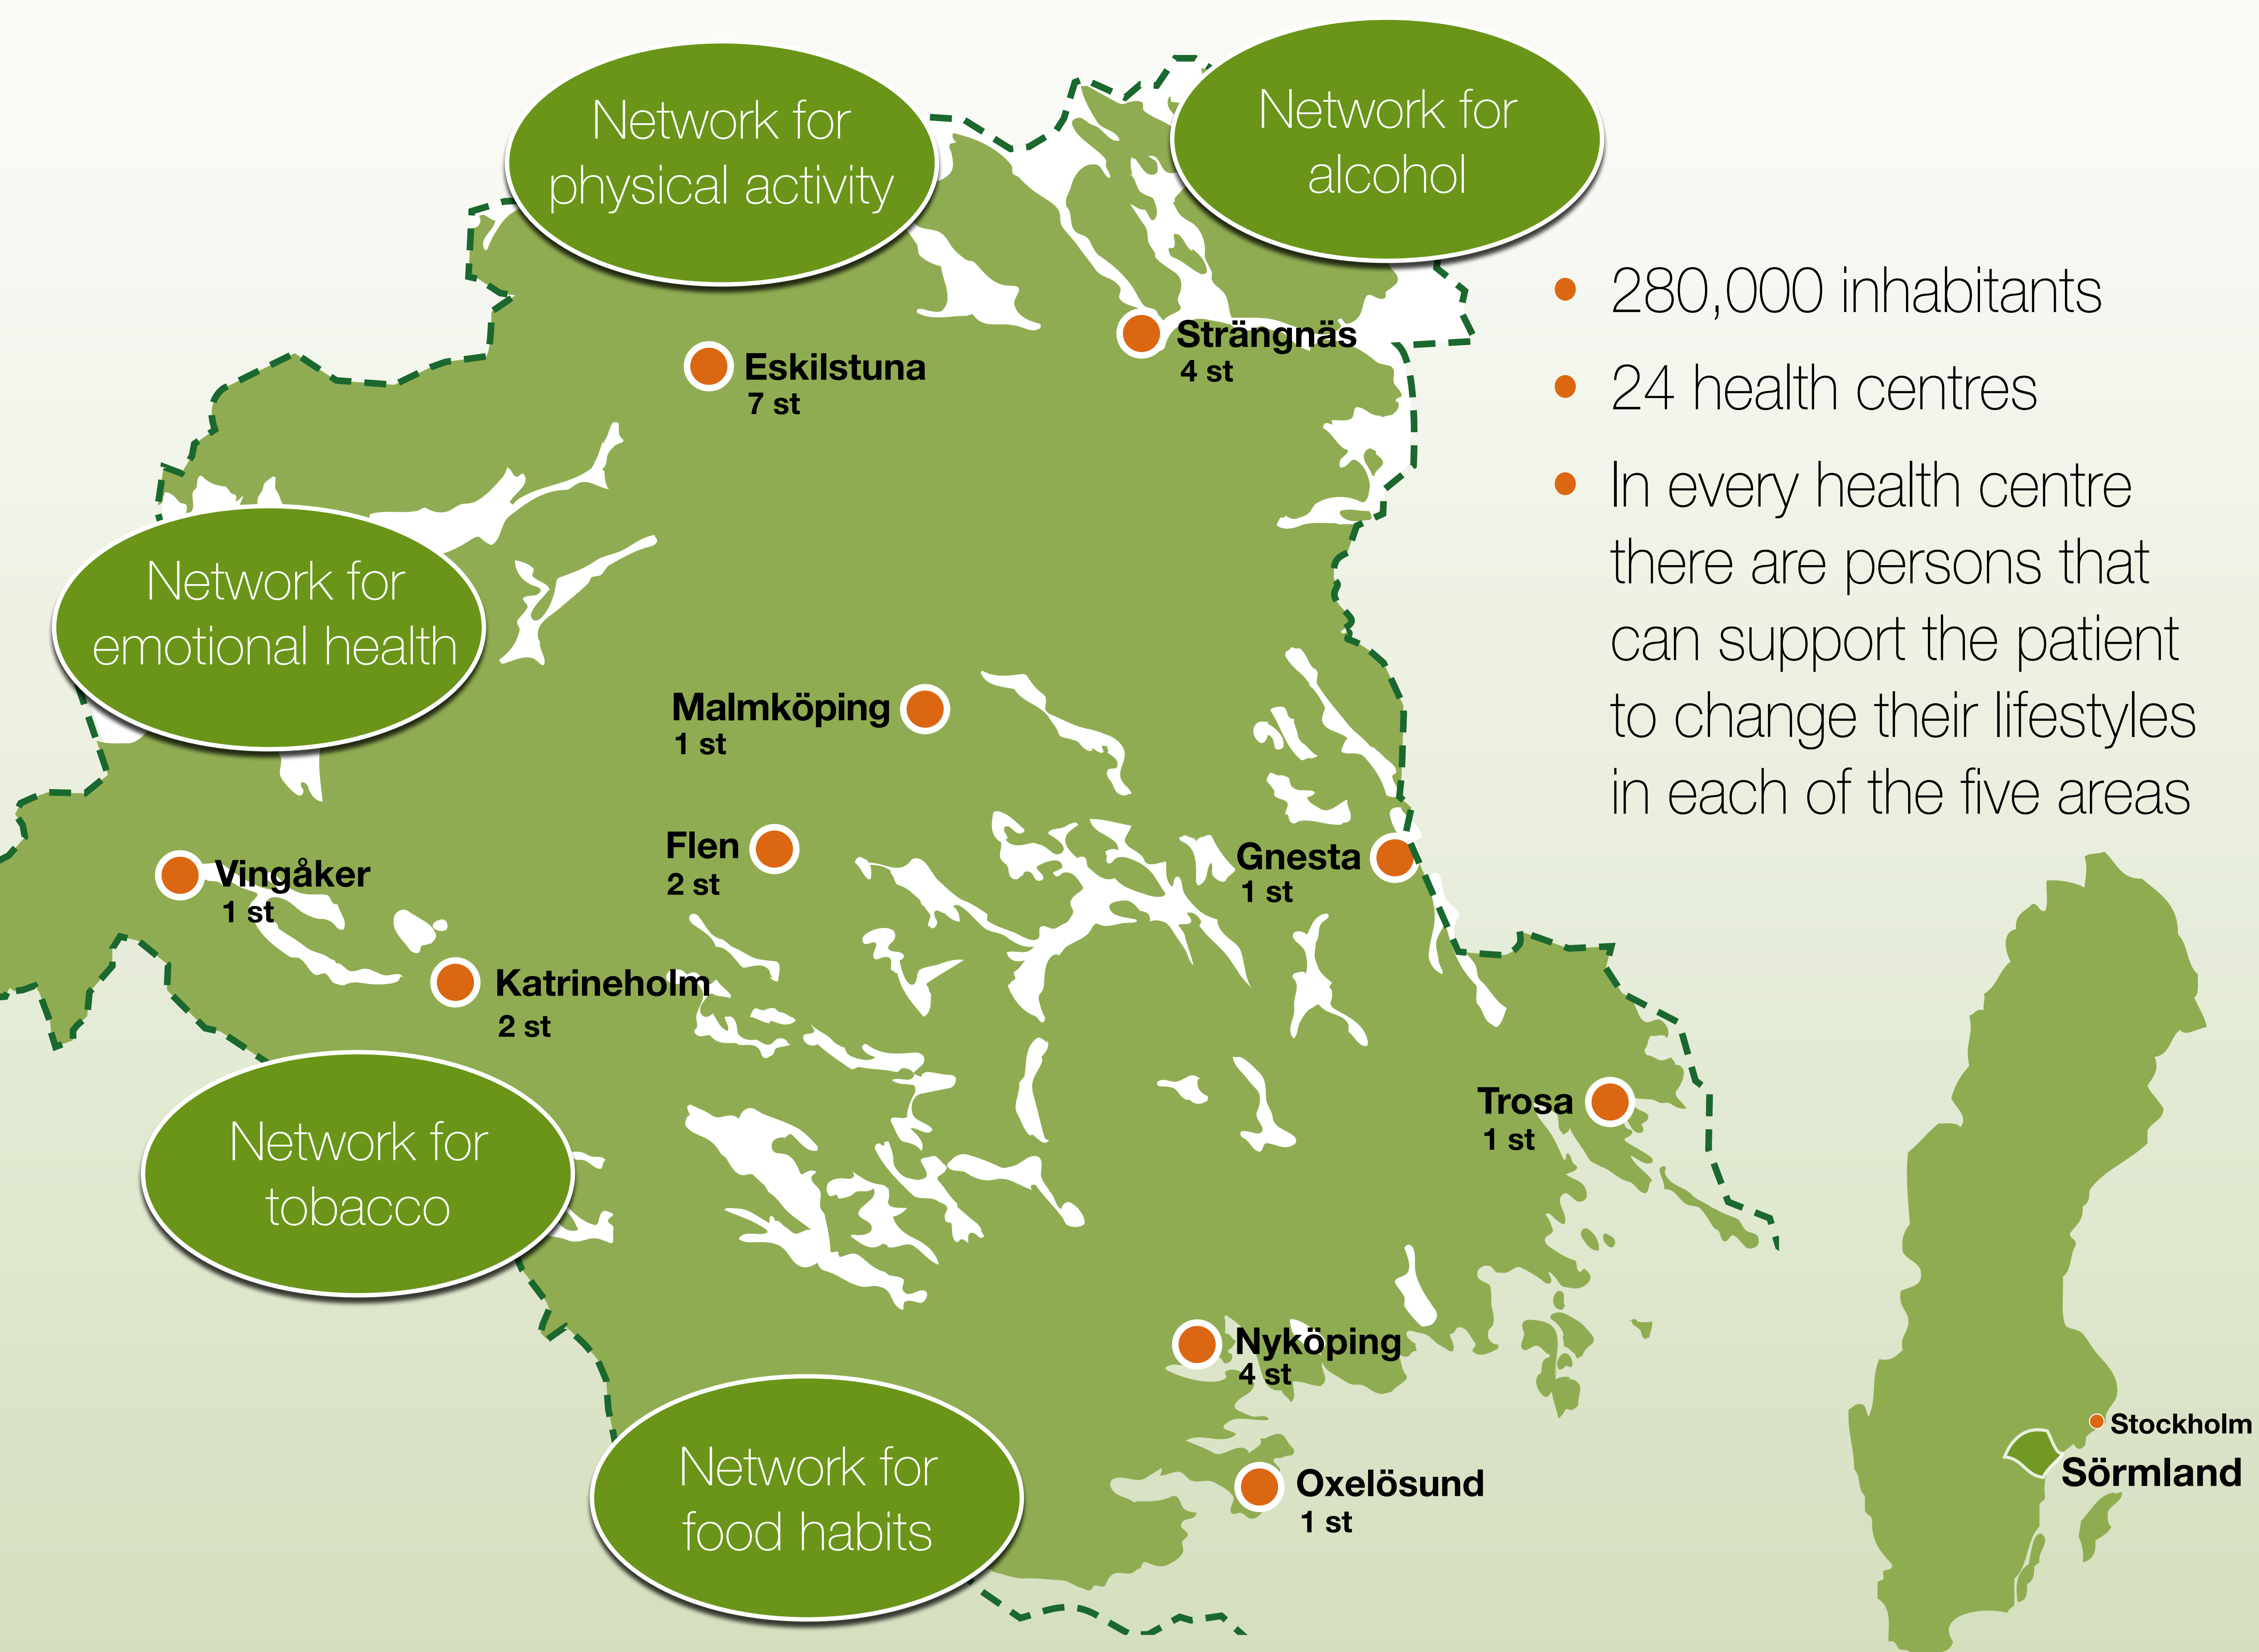 Network for
physical activity
Network for
alcohol
280,000 inhabitants
24 health centres
In every health centre
there are persons that
can support the patient
to change their lifestyles
in each of the five areas
Strängnäs
4 st
Eskilstuna
7 st
Network for
emotional health
Malmköping
1 st
Flen
2 st
Gnesta
1 st
Vingåker
1 st
Katrineholm
2 st
Network for
tobacco
Trosa
1 st
Nyköping
4 st
Network for
food habits
Oxelösund
1 st
Stockholm
Sörmland